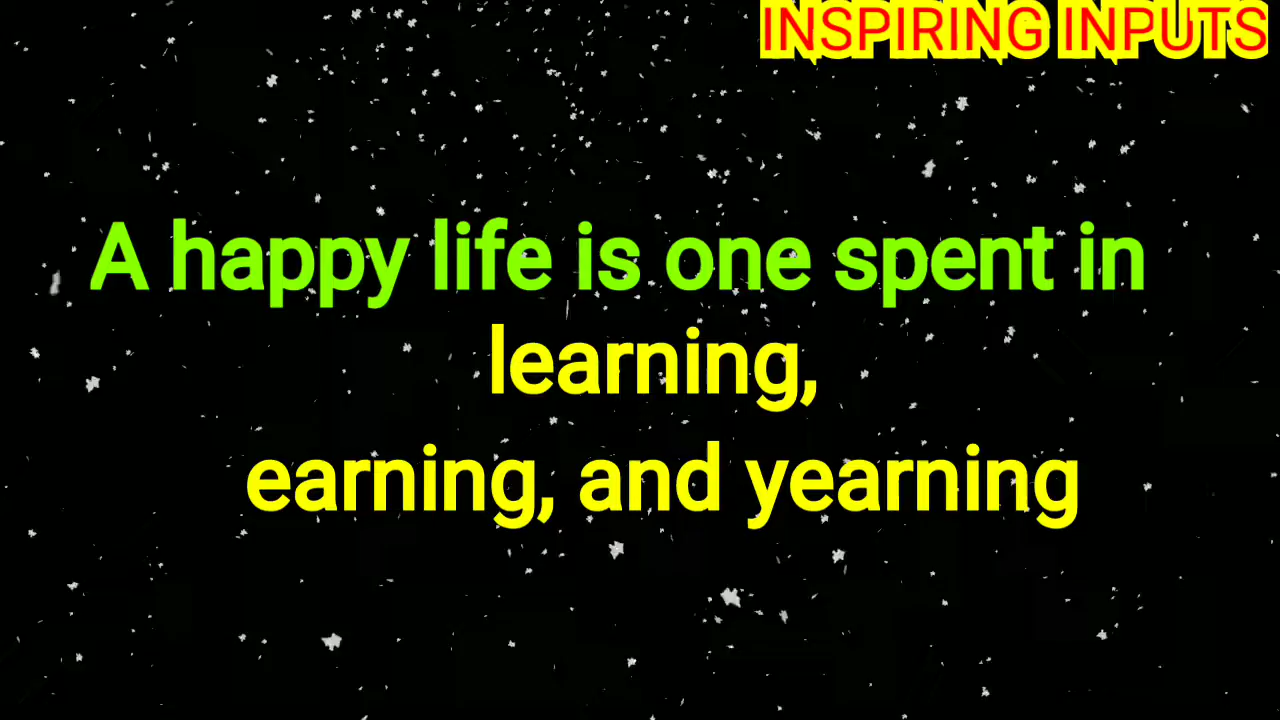 INSPIRING INPUTS
A happy life is one spent in
learning,
earning, and yearning